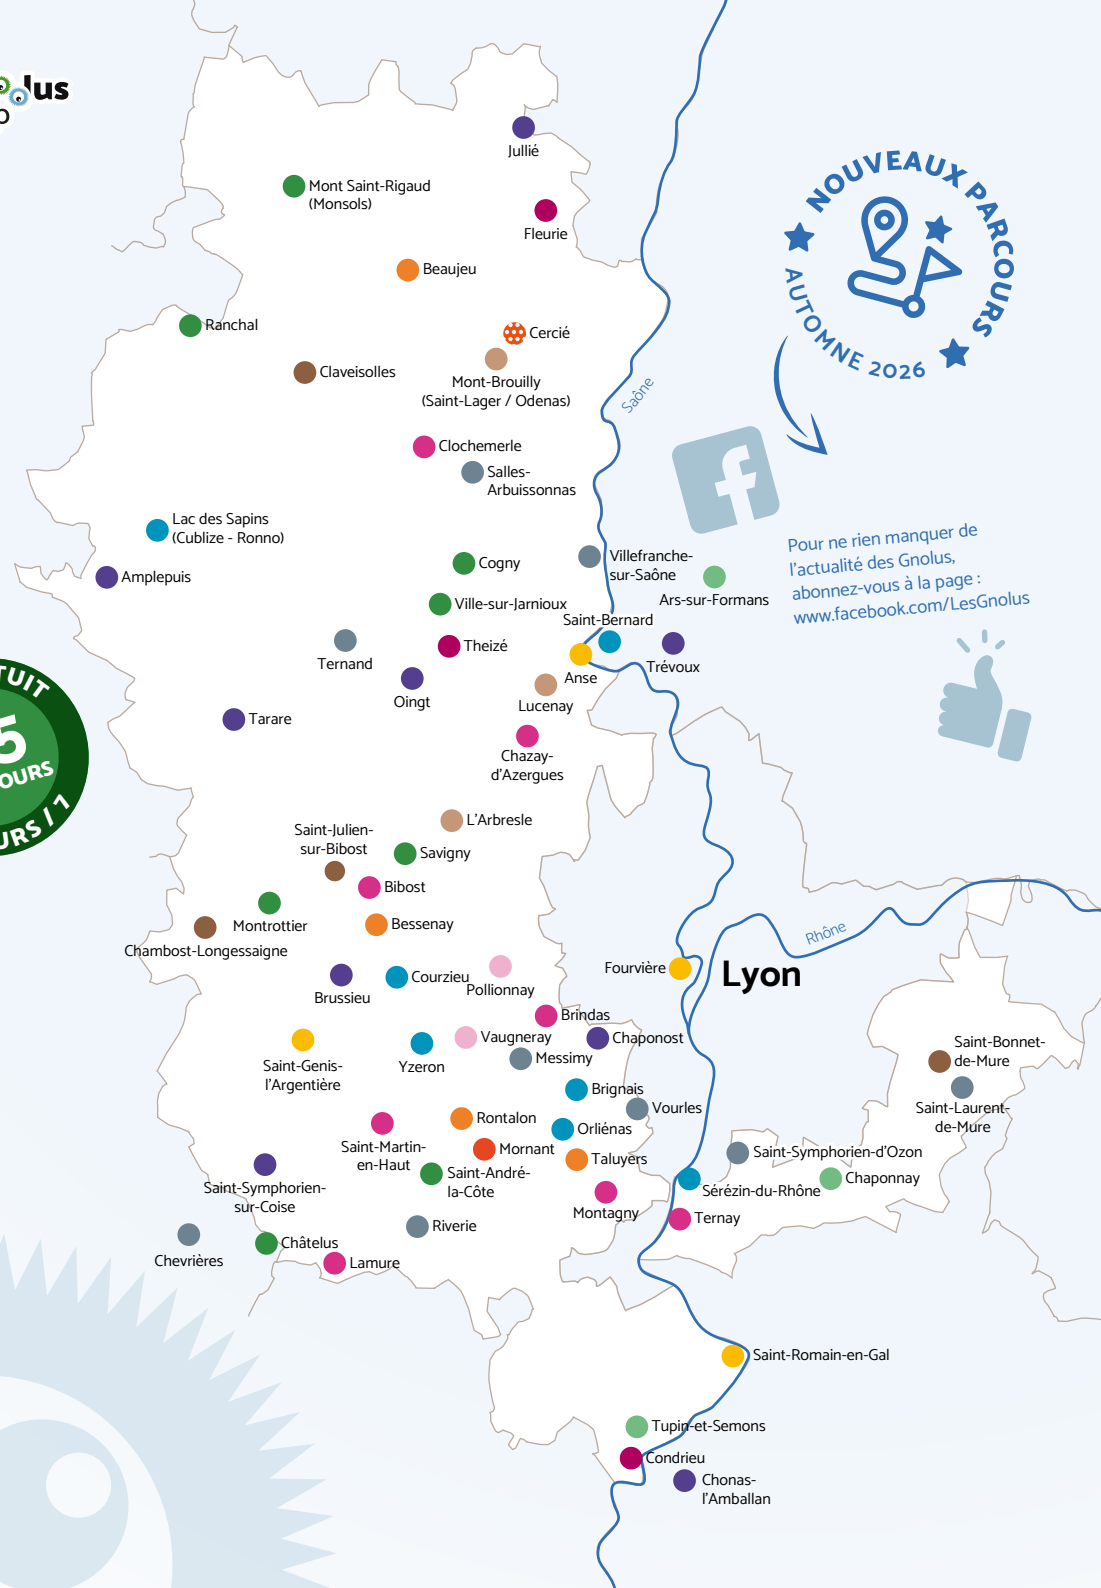 lus
Jullié
Mont Saint-Rigaud
(Monsols)
Fleurie
Beaujeu
NOUVEAUX PARCOURS
AUTOMNE 2026
Ranchal
Cercié
Claveisolles
Mont-Brouilly
(Saint-Lager / Odenas)
Saône
Clochemerle
Salles-
Arbuissonnas
Lac des Sapins
(Cublize - Ronno)
Amplepuis
Cogny
Villefranche-
sur-Saône
Ars-sur-Formans
Pour ne rien manquer de
l'actualité des Gnolus,
abonnez-vous à la page :
www.facebook.com/LesGnolus
Ville-sur-Jarnioux
Saint-Bernard
Ternand
Theizé
Anse
Trévoux
Oingt
Lucenay
Tarare
TUIT
5
OURS
URS / 7
Chazay-
d'Azergues
L'Arbresle
Saint-Julien-
sur-Bibost
Savigny
Bibost
Montrottier
Bessenay
Chambost-Longessaigne
Rhône
Fourvière
Lyon
Brussieu
Courzieu
Pollionnay
Brindas
Saint-Genis-
l'Argentière
Yzeron
Vaugneray
Chaponost
Messimy
Saint-Bonnet-
de-Mure
Brignais
Vourles
Saint-Laurent-
de-Mure
Saint-Martin-
en-Haut
Rontalon
Orliénas
Mornant
Taluyers
Saint-Symphorien-d'Ozon
Saint-Symphorien-
sur-Coise
Saint-André-
la-Côte
Sérézin-du-Rhône
Chaponnay
Montagny
Ternay
Riverie
Chevrières
Châtelus
Lamure
Saint-Romain-en-Gal
Tupin-et-Semons
Condrieu
Chonas-
l'Amballan